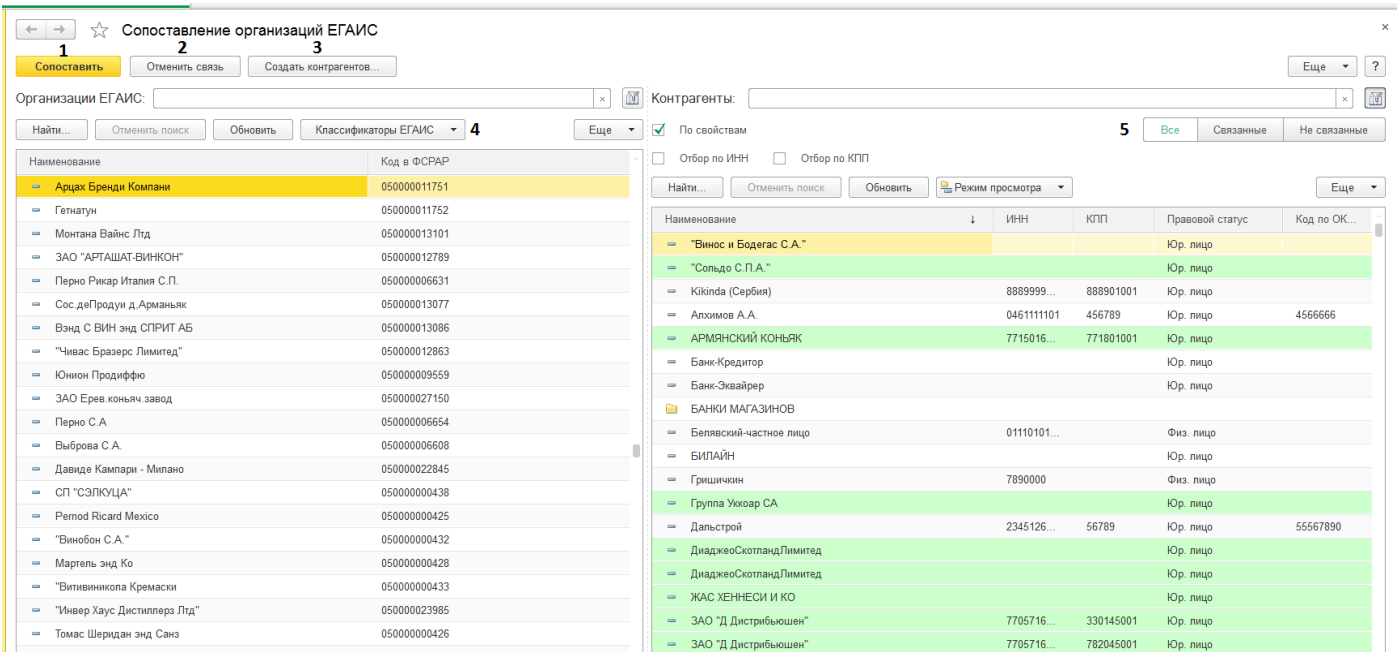 Сопоставление организаций ЕГАИС
1 2 3
Сопоставить Отменить связь Создать контрагентов... Еще ?
Организации ЕГАИС:
Найти... Отменить поиск Обновить Классификаторы ЕГАИС 4 Еще
Наименование Код в ФСРАР
Арцах Бренди Компани 050000011751
Гетнатун 050000011752
Монтана Вайнс Лтд 050000013101
ЗАО "АРТАШАТ-ВИНКОН" 050000012789
Перно Рикар Италия С.П. 050000006631
Сос.деПродуи д,Арманьяк 050000013077
Вэнд С ВИН энд СПРИТ АБ 050000013086
"Чивас Бразерс Лимитед" 050000012863
Юнион Продиффю 050000009559
ЗАО Ерев.коньяч.завод 050000027150
Перно С.А 050000006654
Выброва С.А. 050000006608
Давиде Кампари - Милано 050000022845
СП "СЭЛКУЦА" 050000000438
Pernod Ricard Mexico 050000000425
"Винобон С.А." 050000000432
Мартель энд Ко 050000000428
"Витивиникола Кремаски 050000000433
"Инвер Хаус Дистиллерз Лтд" 050000023985
Томас Шеридан энд Санз 050000000426
Контрагенты:
По свойствам 5 Все Связанные Не связанные
Отбор по ИНН Отбор по КПП
Найти... Отменить поиск Обновить Режим просмотра Еще
Наименование ↓ ИНН КПП Правовой статус Код по ОК...
"Винос и Бодегас С.А." Юр. лицо
"Сольдо С.П.А." Юр. лицо
Kikinda (Сербия) 8889999... 888901001 Юр. лицо
Алхимов А.А. 0461111101 456789 Юр. лицо 4566666
АРМЯНСКИЙ КОНЬЯК 7715016... 771801001 Юр. лицо
Банк-Кредитор Юр. лицо
Банк-Эквайрер Юр. лицо
БАНКИ МАГАЗИНОВ
Белявский-частное лицо 01110101... Физ. лицо
БИЛАЙН Юр. лицо
Гришичкин 7890000 Физ. лицо
Группа Уккоар СА Юр. лицо
Дальстрой 2345126... 56789 Юр. лицо 55567890
ДиаджеоСкотландЛимитед Юр. лицо
ДиаджеоСкотландЛимитед Юр. лицо
ЖАС ХЕННЕСИ И КО Юр. лицо
ЗАО "Д Дистрибьюшен" 7705716... 330145001 Юр. лицо
ЗАО "Д Дистрибьюшен" 7705716... 782045001 Юр. лицо